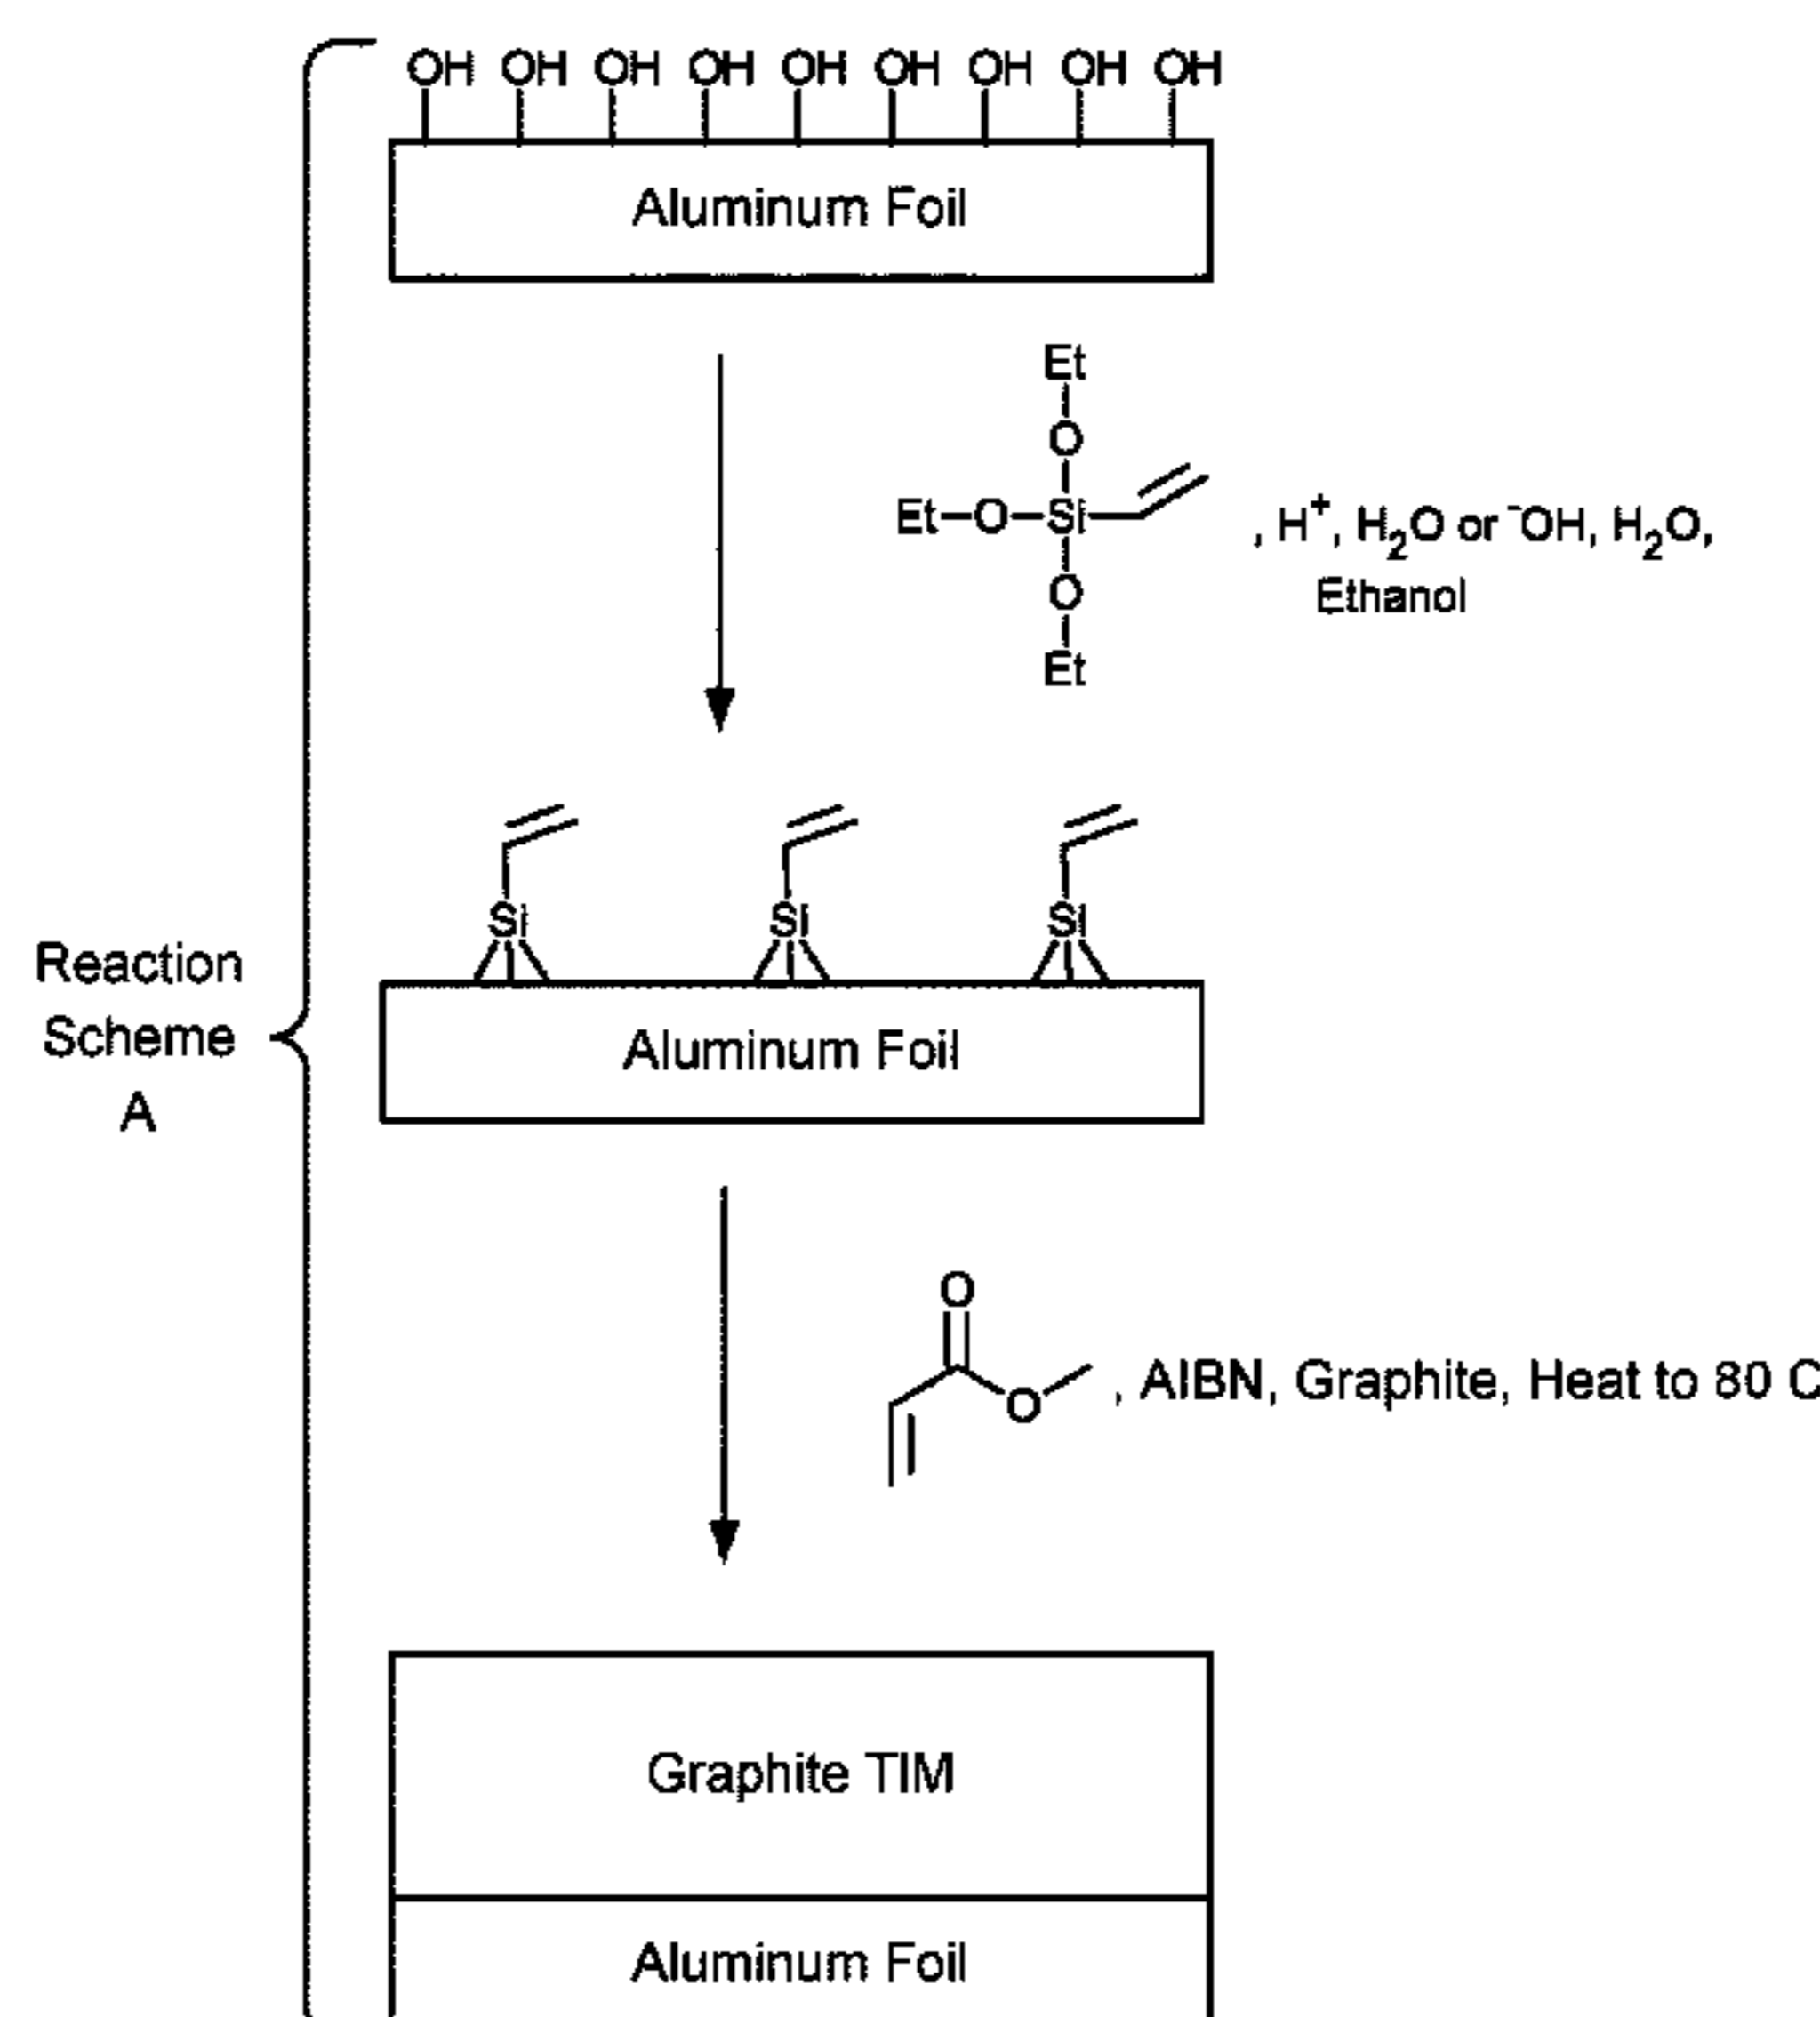 OH OH OH OH OH OH OH OH OH
Aluminum Foil
Et
O
Et-O-Si
, H⁺, H₂O or ⁻OH, H₂O,
Ethanol
O
Et
Si Si Si
Reaction
Scheme
A
Aluminum Foil
O
O
, AIBN, Graphite, Heat to 80 C
Graphite TIM
Aluminum Foil